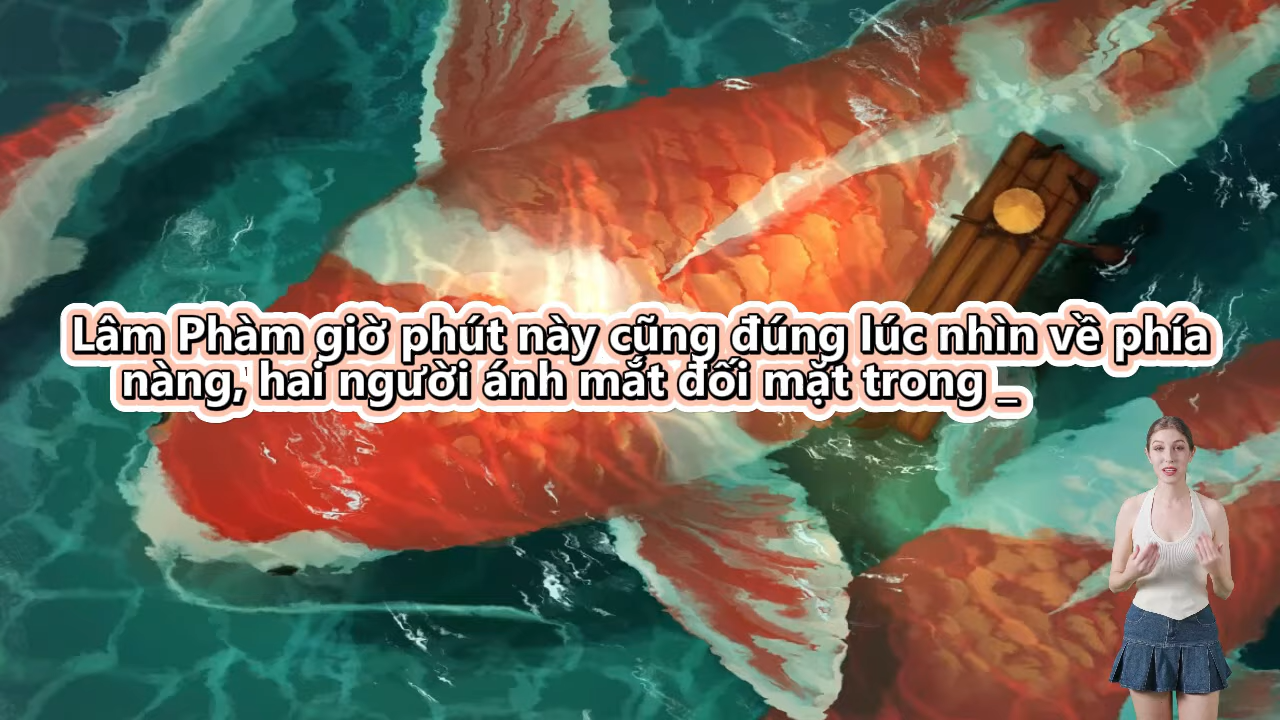 Lâm Phàm giờ phút này cũng đúng lúc nhìn về phía
nàng, hai người ánh mắt đối mặt trong _